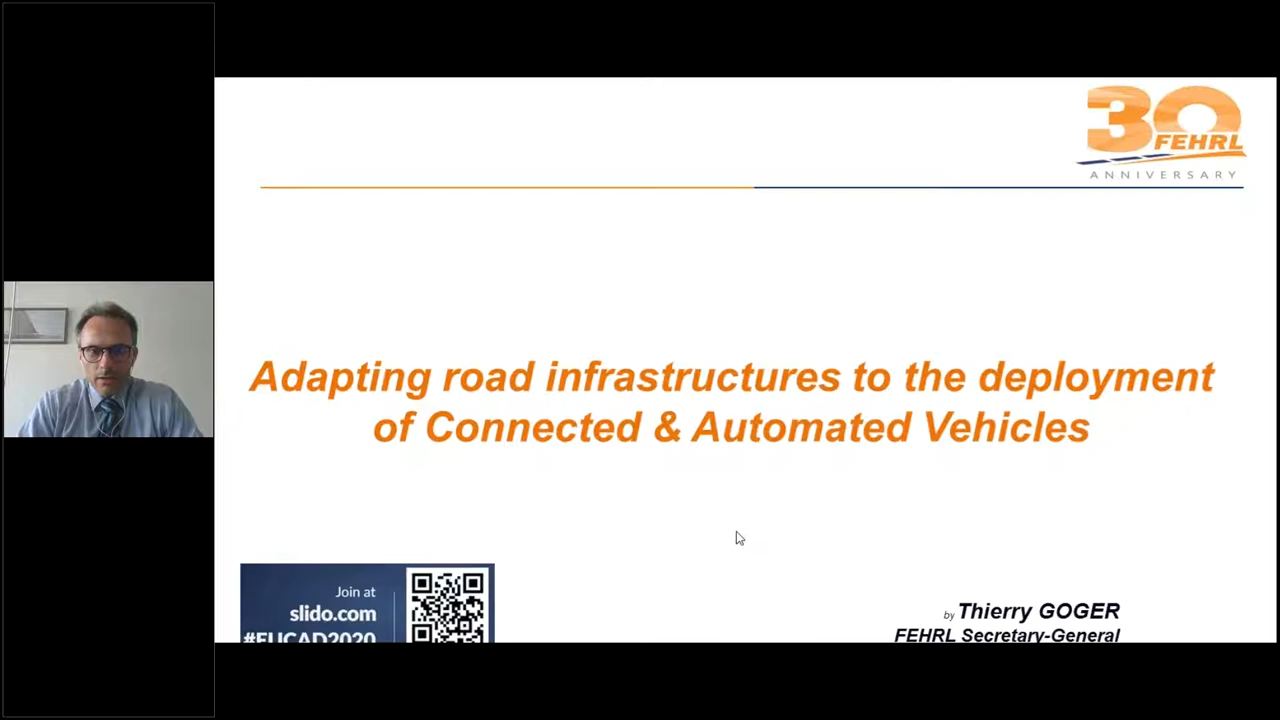 30
FEHRL
ANNIVERSARY
Adapting road infrastructures to the deployment
of Connected & Automated Vehicles
Join at
slido.com
#EUCAD2020
by Thierry GOGER
FEHRL Secretary-General